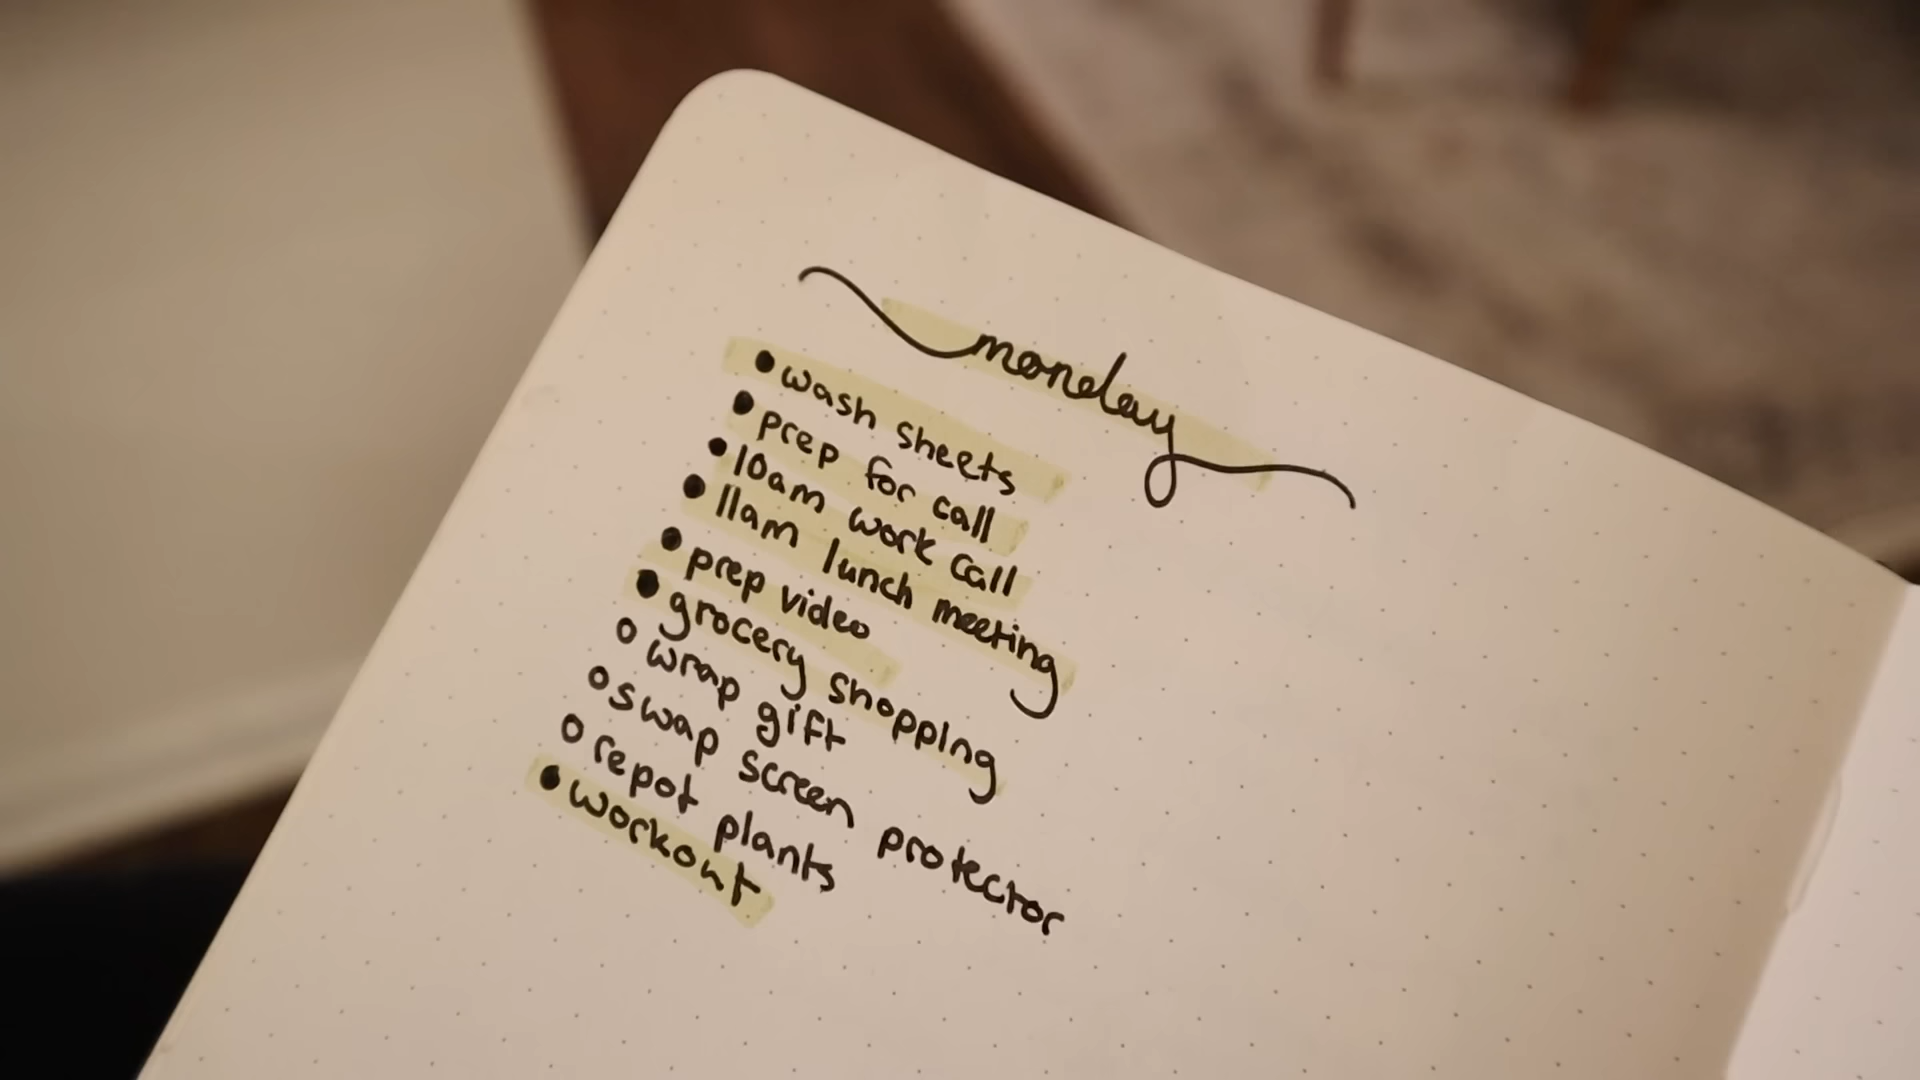 monday
• wash sheets
• prep for call
• 10am work call
• 11am lunch meeting
• prep video
• grocery shopping
○ wrap gift
○ swap screen protector
○ repot plants
• workout